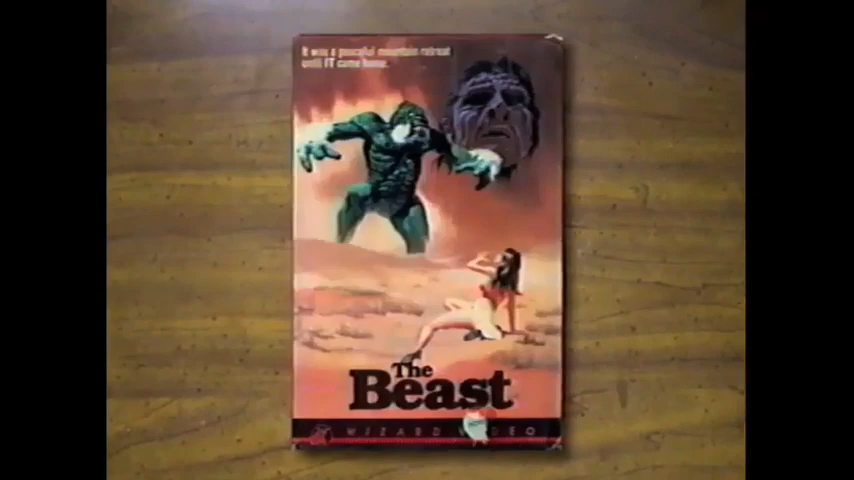 It was a peaceful mountain retreat
until IT came home.
The
Beast
WIZARD VIDEO